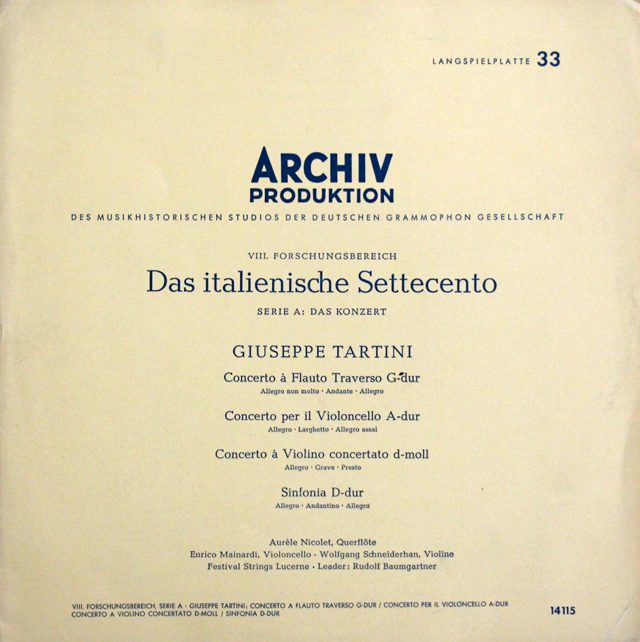 LANGSPIELPLATTE 33
ARCHIV
PRODUKTION
DES MUSIKHISTORISCHEN STUDIOS DER DEUTSCHEN GRAMMOPHON GESELLSCHAFT
VIII. FORSCHUNGSBEREICH
Das italienische Settecento
SERIE A: DAS KONZERT
GIUSEPPE TARTINI
Concerto à Flauto Traverso G-dur
Allegro non molto · Andante · Allegro
Concerto per il Violoncello A-dur
Allegro · Larghetto · Allegro assai
Concerto à Violino concertato d-moll
Allegro · Grave · Presto
Sinfonia D-dur
Allegro · Andantino · Allegro
Aurèle Nicolet, Querflöte
Enrico Mainardi, Violoncello · Wolfgang Schneiderhan, Violine
Festival Strings Lucerne · Leader: Rudolf Baumgartner
VIII. FORSCHUNGSBEREICH, SERIE A - GIUSEPPE TARTINI: CONCERTO A FLAUTO TRAVERSO G-DUR / CONCERTO PER IL VIOLONCELLO A-DUR
CONCERTO A VIOLINO CONCERTATO D-MOLL / SINFONIA D-DUR
14115